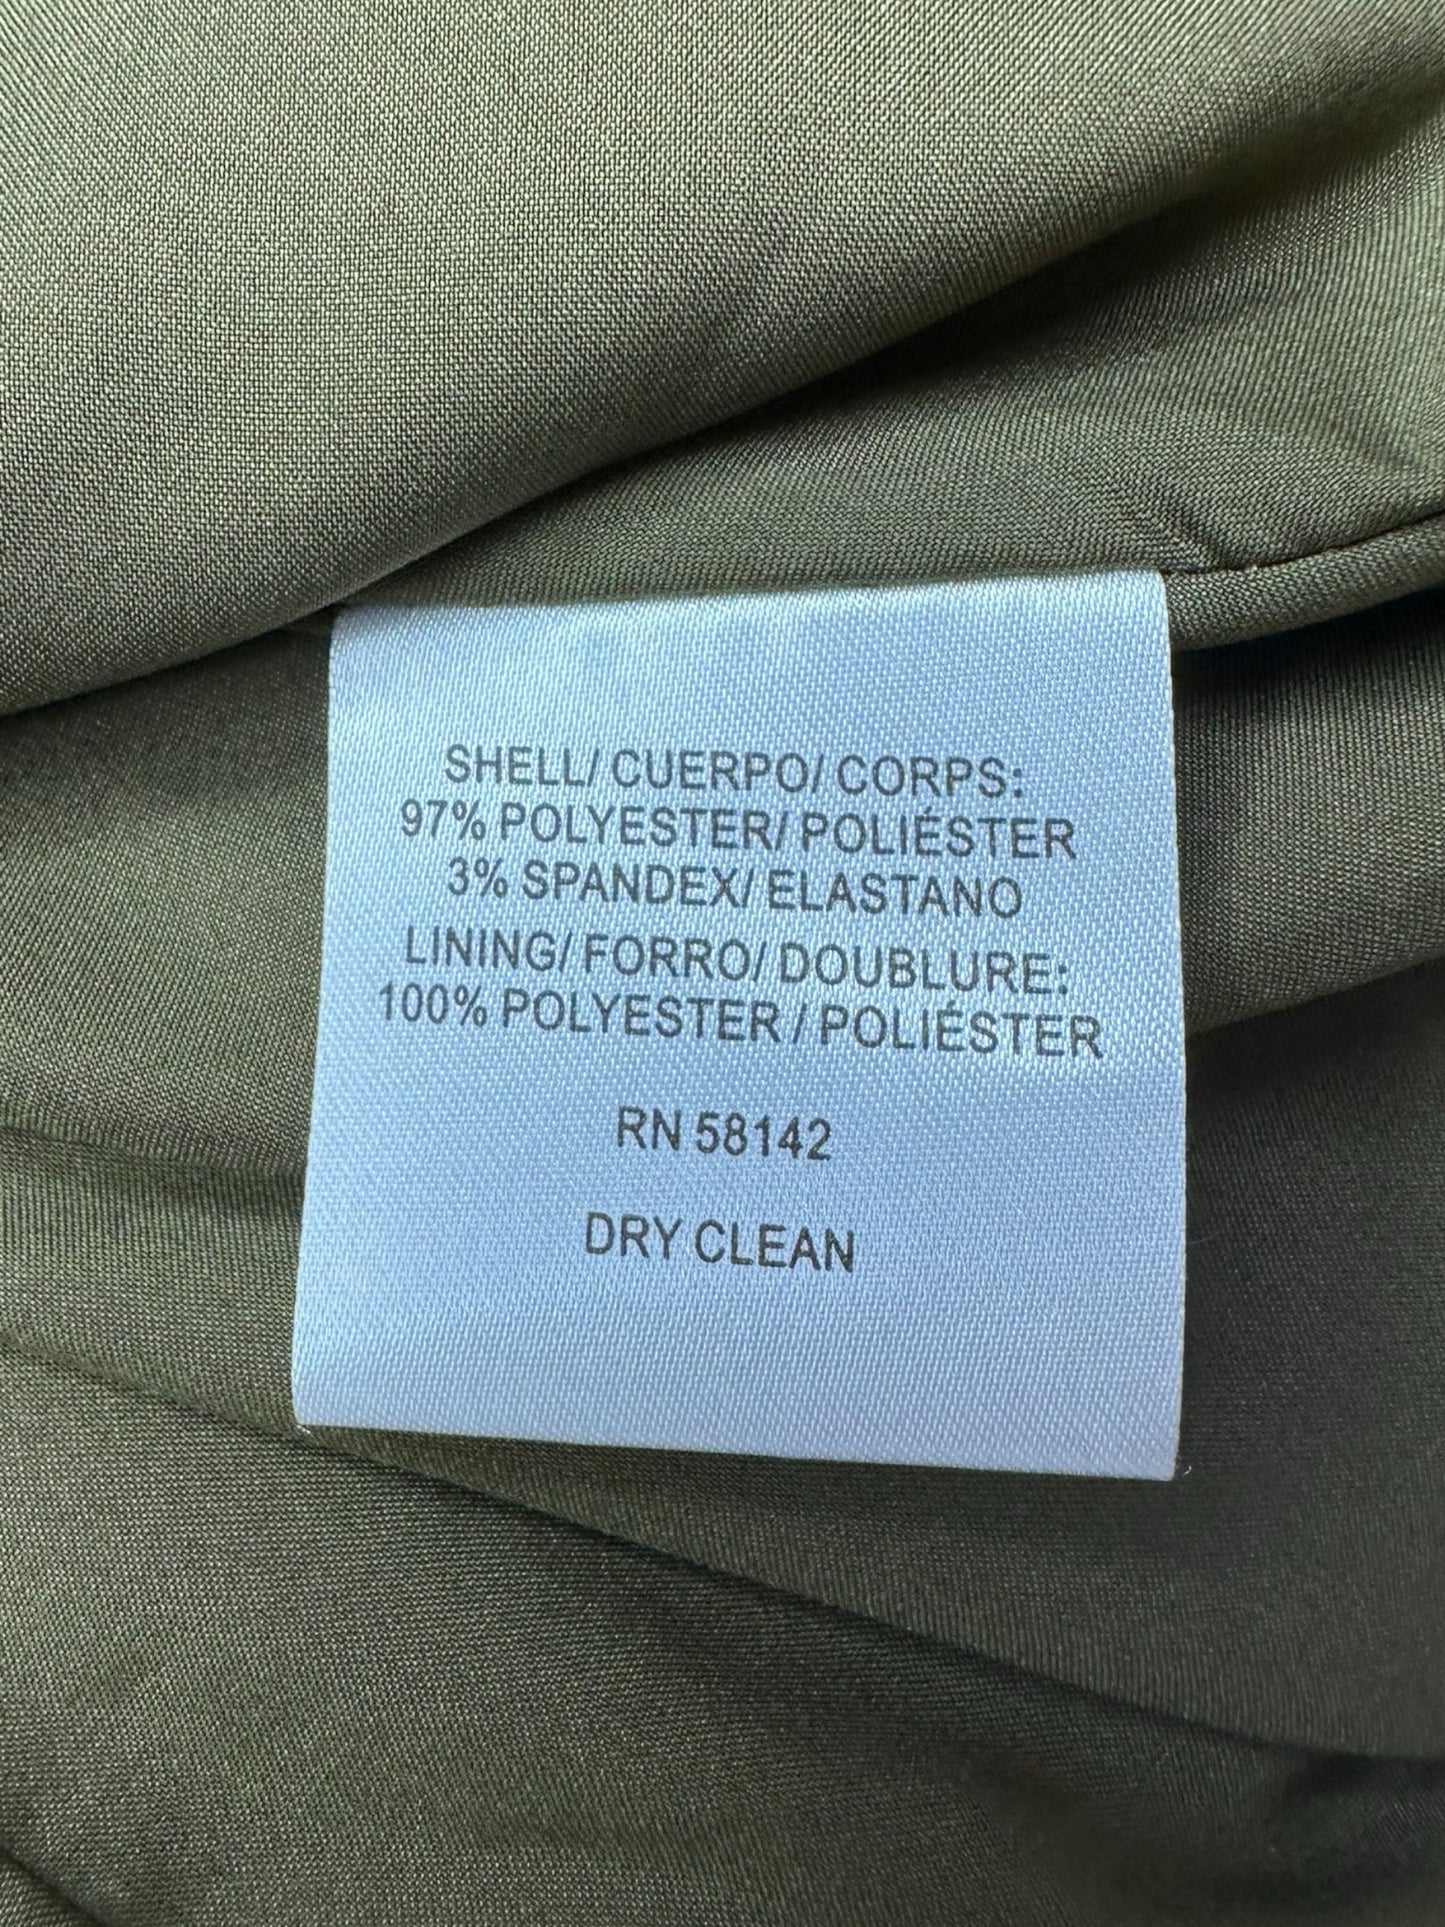 SHELL/ CUERPO/ CORPS:
97% POLYESTER/ POLIÉSTER
3% SPANDEX/ ELASTANO
LINING/ FORRO/ DOUBLURE:
100% POLYESTER / POLIÉSTER
RN 58142
DRY CLEAN